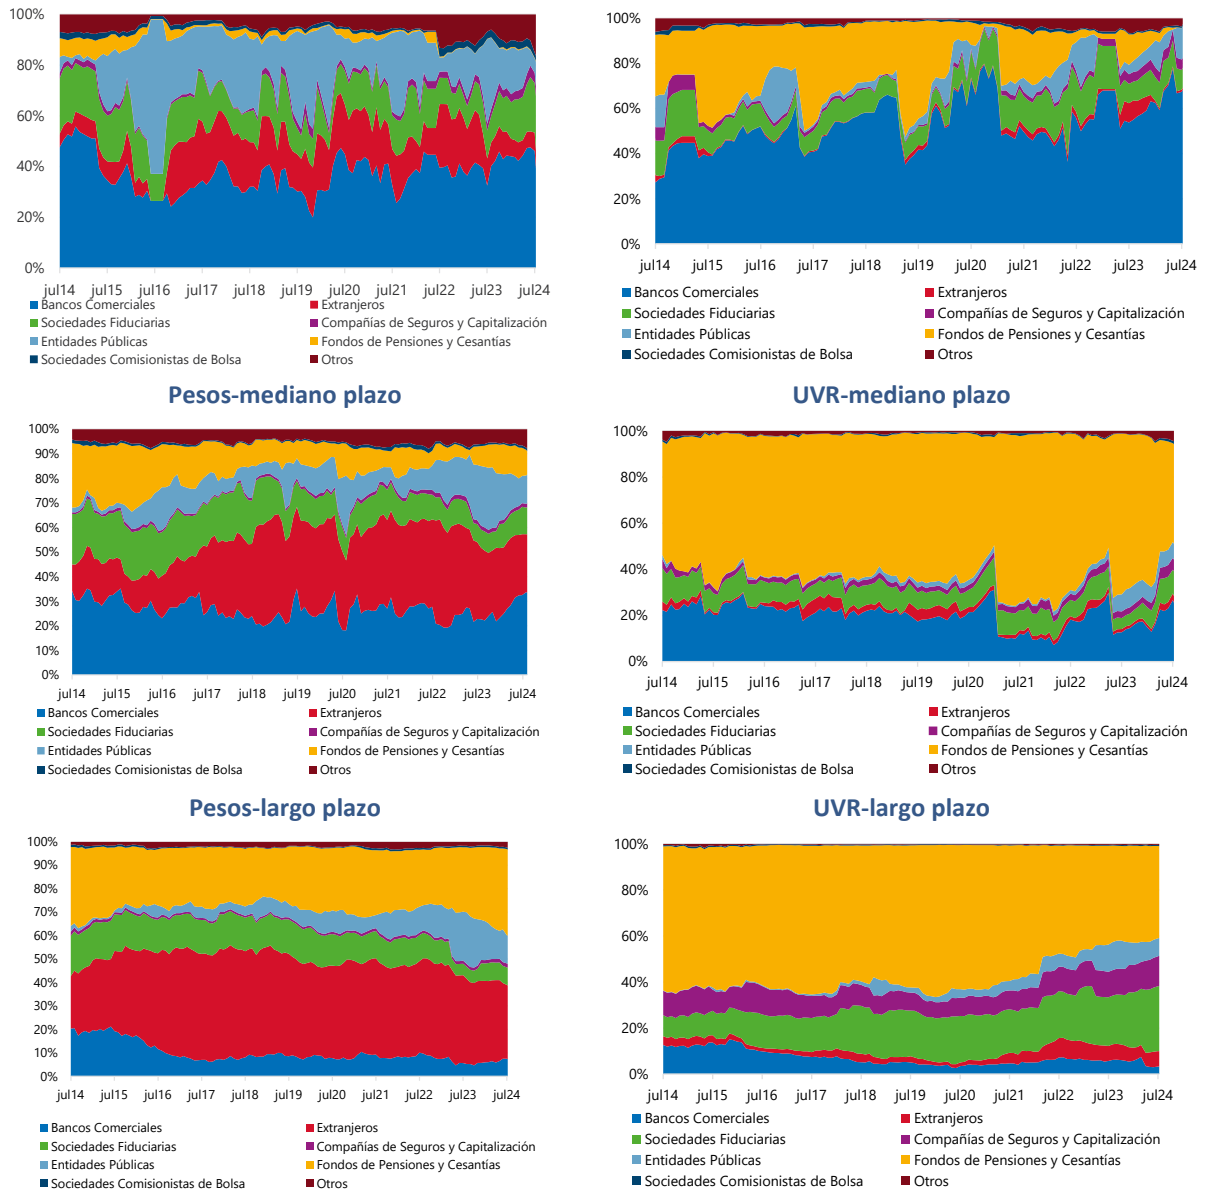 100%
80%
60%
40%
20%
0%
jul14 jul15 jul16 jul17 jul18 jul19 jul20 jul21 jul22 jul23 jul24
Bancos Comerciales Extranjeros
Sociedades Fiduciarias Compañías de Seguros y Capitalización
Entidades Públicas Fondos de Pensiones y Cesantías
Sociedades Comisionistas de Bolsa Otros
100%
80%
60%
40%
20%
0%
jul14 jul15 jul16 jul17 jul18 jul19 jul20 jul21 jul22 jul23 jul24
Bancos Comerciales Extranjeros
Sociedades Fiduciarias Compañías de Seguros y Capitalización
Entidades Públicas Fondos de Pensiones y Cesantías
Sociedades Comisionistas de Bolsa Otros
Pesos-mediano plazo
100%
90%
80%
70%
60%
50%
40%
30%
20%
10%
0%
jul14 jul15 jul16 jul17 jul18 jul19 jul20 jul21 jul22 jul23 jul24
Bancos Comerciales Extranjeros
Sociedades Fiduciarias Compañías de Seguros y Capitalización
Entidades Públicas Fondos de Pensiones y Cesantías
Sociedades Comisionistas de Bolsa Otros
UVR-mediano plazo
100%
80%
60%
40%
20%
0%
jul14 jul15 jul16 jul17 jul18 jul19 jul20 jul21 jul22 jul23 jul24
Bancos Comerciales Extranjeros
Sociedades Fiduciarias Compañías de Seguros y Capitalización
Entidades Públicas Fondos de Pensiones y Cesantías
Sociedades Comisionistas de Bolsa Otros
Pesos-largo plazo
100%
90%
80%
70%
60%
50%
40%
30%
20%
10%
0%
jul14 jul15 jul16 jul17 jul18 jul19 jul20 jul21 jul22 jul23 jul24
Bancos Comerciales Extranjeros
Sociedades Fiduciarias Compañías de Seguros y Capitalización
Entidades Públicas Fondos de Pensiones y Cesantías
Sociedades Comisionistas de Bolsa Otros
UVR-largo plazo
100%
80%
60%
40%
20%
0%
jul14 jul15 jul16 jul17 jul18 jul19 jul20 jul21 jul22 jul23 jul24
Bancos Comerciales Extranjeros
Sociedades Fiduciarias Compañías de Seguros y Capitalización
Entidades Públicas Fondos de Pensiones y Cesantías
Sociedades Comisionistas de Bolsa Otros